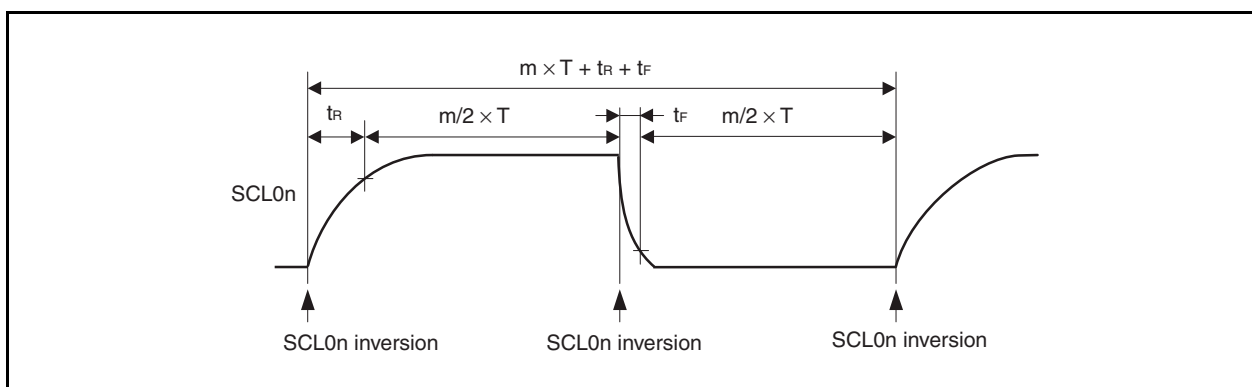 m × T + tR + tF
tR
m/2 × T
tF
m/2 × T
SCL0n
SCL0n inversion
SCL0n inversion
SCL0n inversion